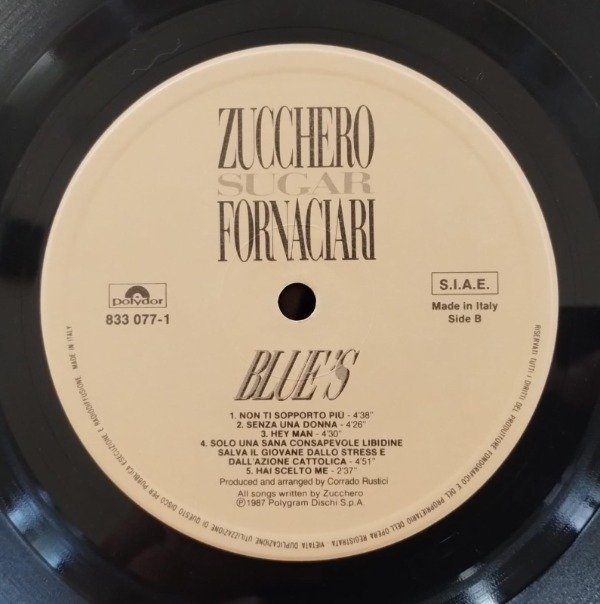 ZUCCHERO
SUGAR
FORNACIARI
polydor
833 077-1
S.I.A.E.
Made in Italy
Side B
BLUE'S
1. NON TI SOPPORTO PIÙ - 4'38"
2. SENZA UNA DONNA - 4'26"
3. HEY MAN - 4'30"
4. SOLO UNA SANA CONSAPEVOLE LIBIDINE
SALVA IL GIOVANE DALLO STRESS E
DALL'AZIONE CATTOLICA - 4'51"
5. HAI SCELTO ME - 2'37"
Produced and arranged by Corrado Rustici
All songs written by Zucchero
Ⓟ©1987 Polygram Dischi S.p.A.
RISERVATI TUTTI I DIRITTI DEL PRODUTTORE FONOGRAFICO E DEL PROPRIETARIO DELL'OPERA REGISTRATA VIETATA DUPLICAZIONE UTILIZZAZIONE DI QUESTO DISCO PER PUBBLICA ESECUZIONE E RADIODIFFUSIONE MADE IN ITALY